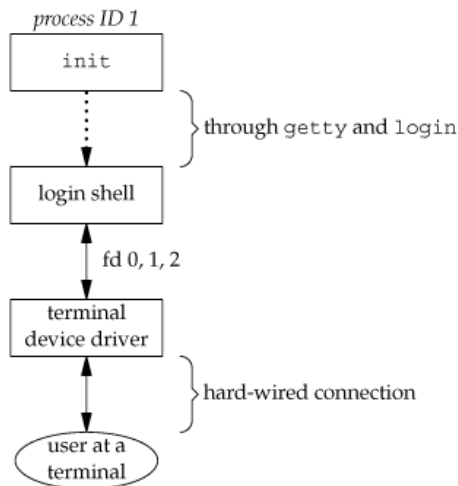 process ID 1
init
through getty and login
login shell
fd 0, 1, 2
terminal
device driver
hard-wired connection
user at a
terminal